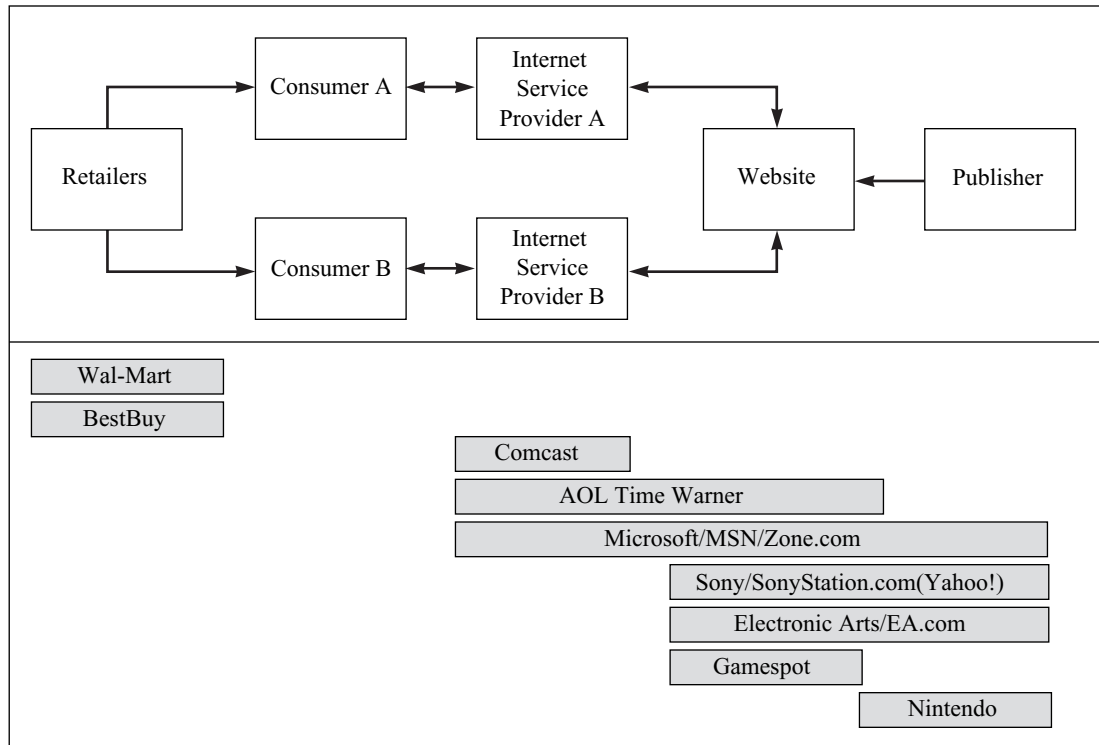 Consumer A
Internet
Service
Provider A
Retailers
Website
Publisher
Consumer B
Internet
Service
Provider B
Wal-Mart
BestBuy
Comcast
AOL Time Warner
Microsoft/MSN/Zone.com
Sony/SonyStation.com(Yahoo!)
Electronic Arts/EA.com
Gamespot
Nintendo